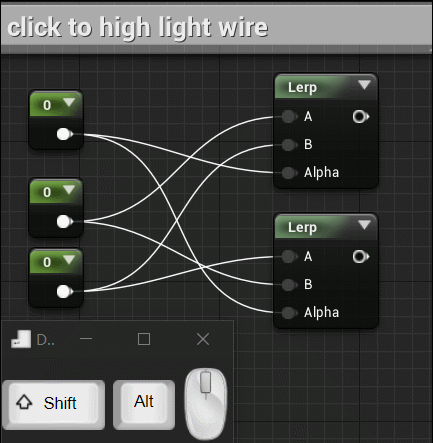 click to high light wire
0
0
0
Lerp
A
B
Alpha
Lerp
A
B
Alpha
D..
Shift
Alt